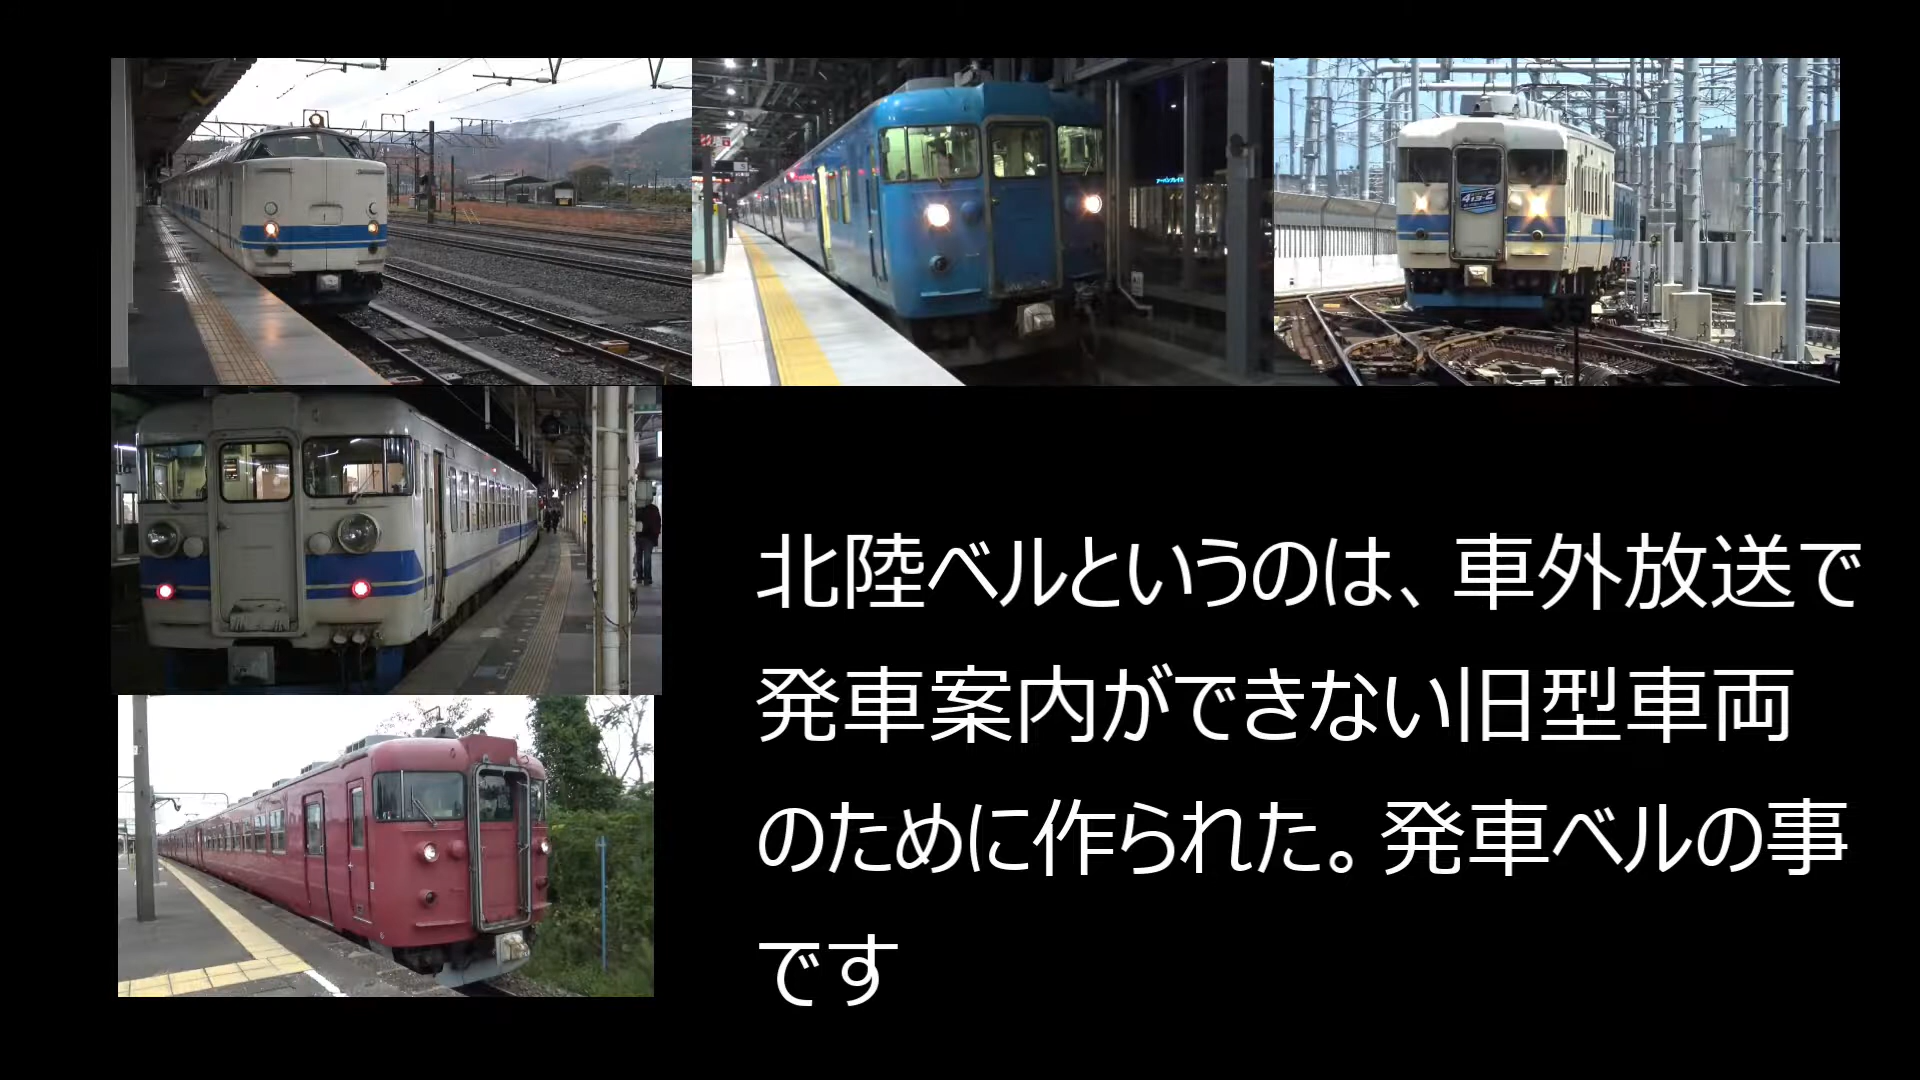 北陸ベルというのは、車外放送で
発車案内ができない旧型車両
のために作られた。発車ベルの事
です